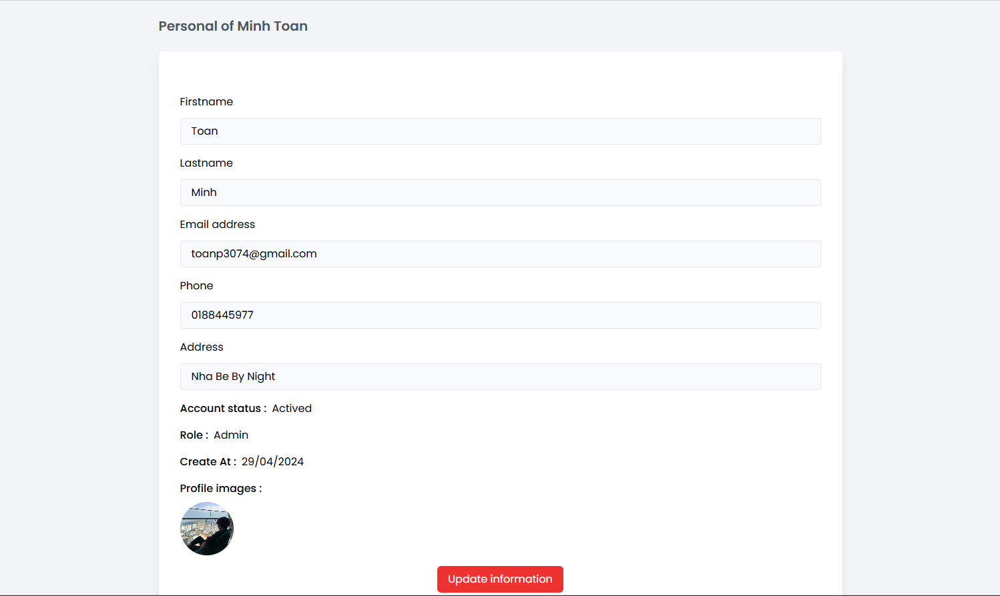 Personal of Minh Toan
Firstname
Toan
Lastname
Minh
Email address
toanp3074@gmail.com
Phone
0188445977
Address
Nha Be By Night
Account status : Actived
Role : Admin
Create At : 29/04/2024
Profile images :
Update information